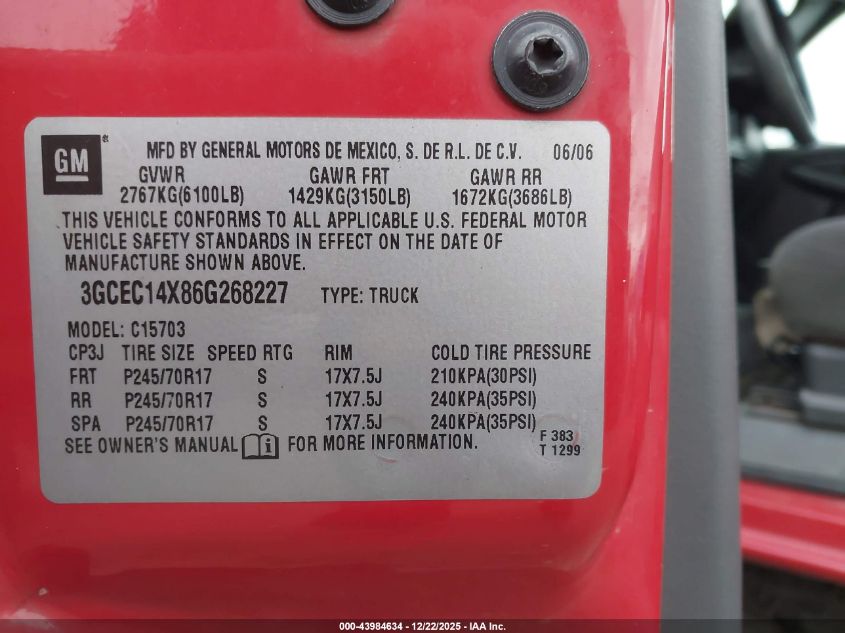 GM MFD BY GENERAL MOTORS DE MEXICO, S. DE R.L. DE C.V. 06/06
GVWR GAWR FRT GAWR RR
2767KG(6100LB) 1429KG(3150LB) 1672KG(3686LB)
THIS VEHICLE CONFORMS TO ALL APPLICABLE U.S. FEDERAL MOTOR
VEHICLE SAFETY STANDARDS IN EFFECT ON THE DATE OF
MANUFACTURE SHOWN ABOVE.
3GCEC14X86G268227 TYPE: TRUCK
MODEL: C15703
CP3J TIRE SIZE SPEED RTG RIM COLD TIRE PRESSURE
FRT P245/70R17 S 17X7.5J 210KPA(30PSI)
RR P245/70R17 S 17X7.5J 240KPA(35PSI)
SPA P245/70R17 S 17X7.5J 240KPA(35PSI)
SEE OWNER'S MANUAL i FOR MORE INFORMATION.
F 383
T 1299
000-43984634 - 12/22/2025 - IAA Inc.